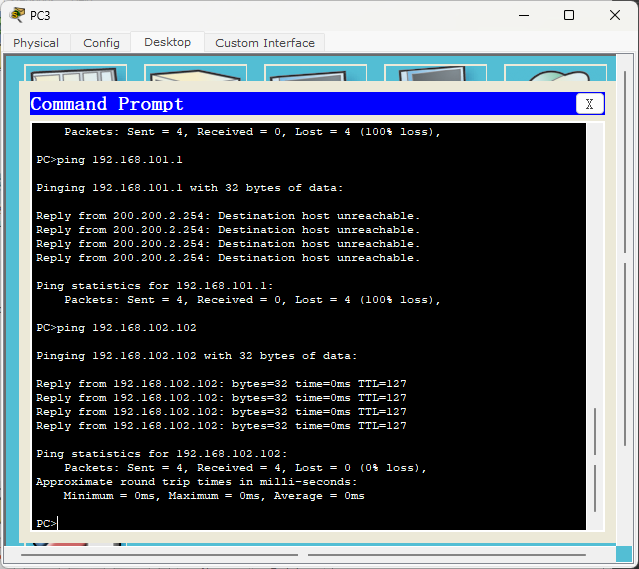 PC3
Physical Config Desktop Custom Interface
Command Prompt X
Packets: Sent = 4, Received = 0, Lost = 4 (100% loss),
PC>ping 192.168.101.1
Pinging 192.168.101.1 with 32 bytes of data:
Reply from 200.200.2.254: Destination host unreachable.
Reply from 200.200.2.254: Destination host unreachable.
Reply from 200.200.2.254: Destination host unreachable.
Reply from 200.200.2.254: Destination host unreachable.
Ping statistics for 192.168.101.1:
Packets: Sent = 4, Received = 0, Lost = 4 (100% loss),
PC>ping 192.168.102.102
Pinging 192.168.102.102 with 32 bytes of data:
Reply from 192.168.102.102: bytes=32 time=0ms TTL=127
Reply from 192.168.102.102: bytes=32 time=0ms TTL=127
Reply from 192.168.102.102: bytes=32 time=0ms TTL=127
Reply from 192.168.102.102: bytes=32 time=0ms TTL=127
Ping statistics for 192.168.102.102:
Packets: Sent = 4, Received = 4, Lost = 0 (0% loss),
Approximate round trip times in milli-seconds:
Minimum = 0ms, Maximum = 0ms, Average = 0ms
PC>